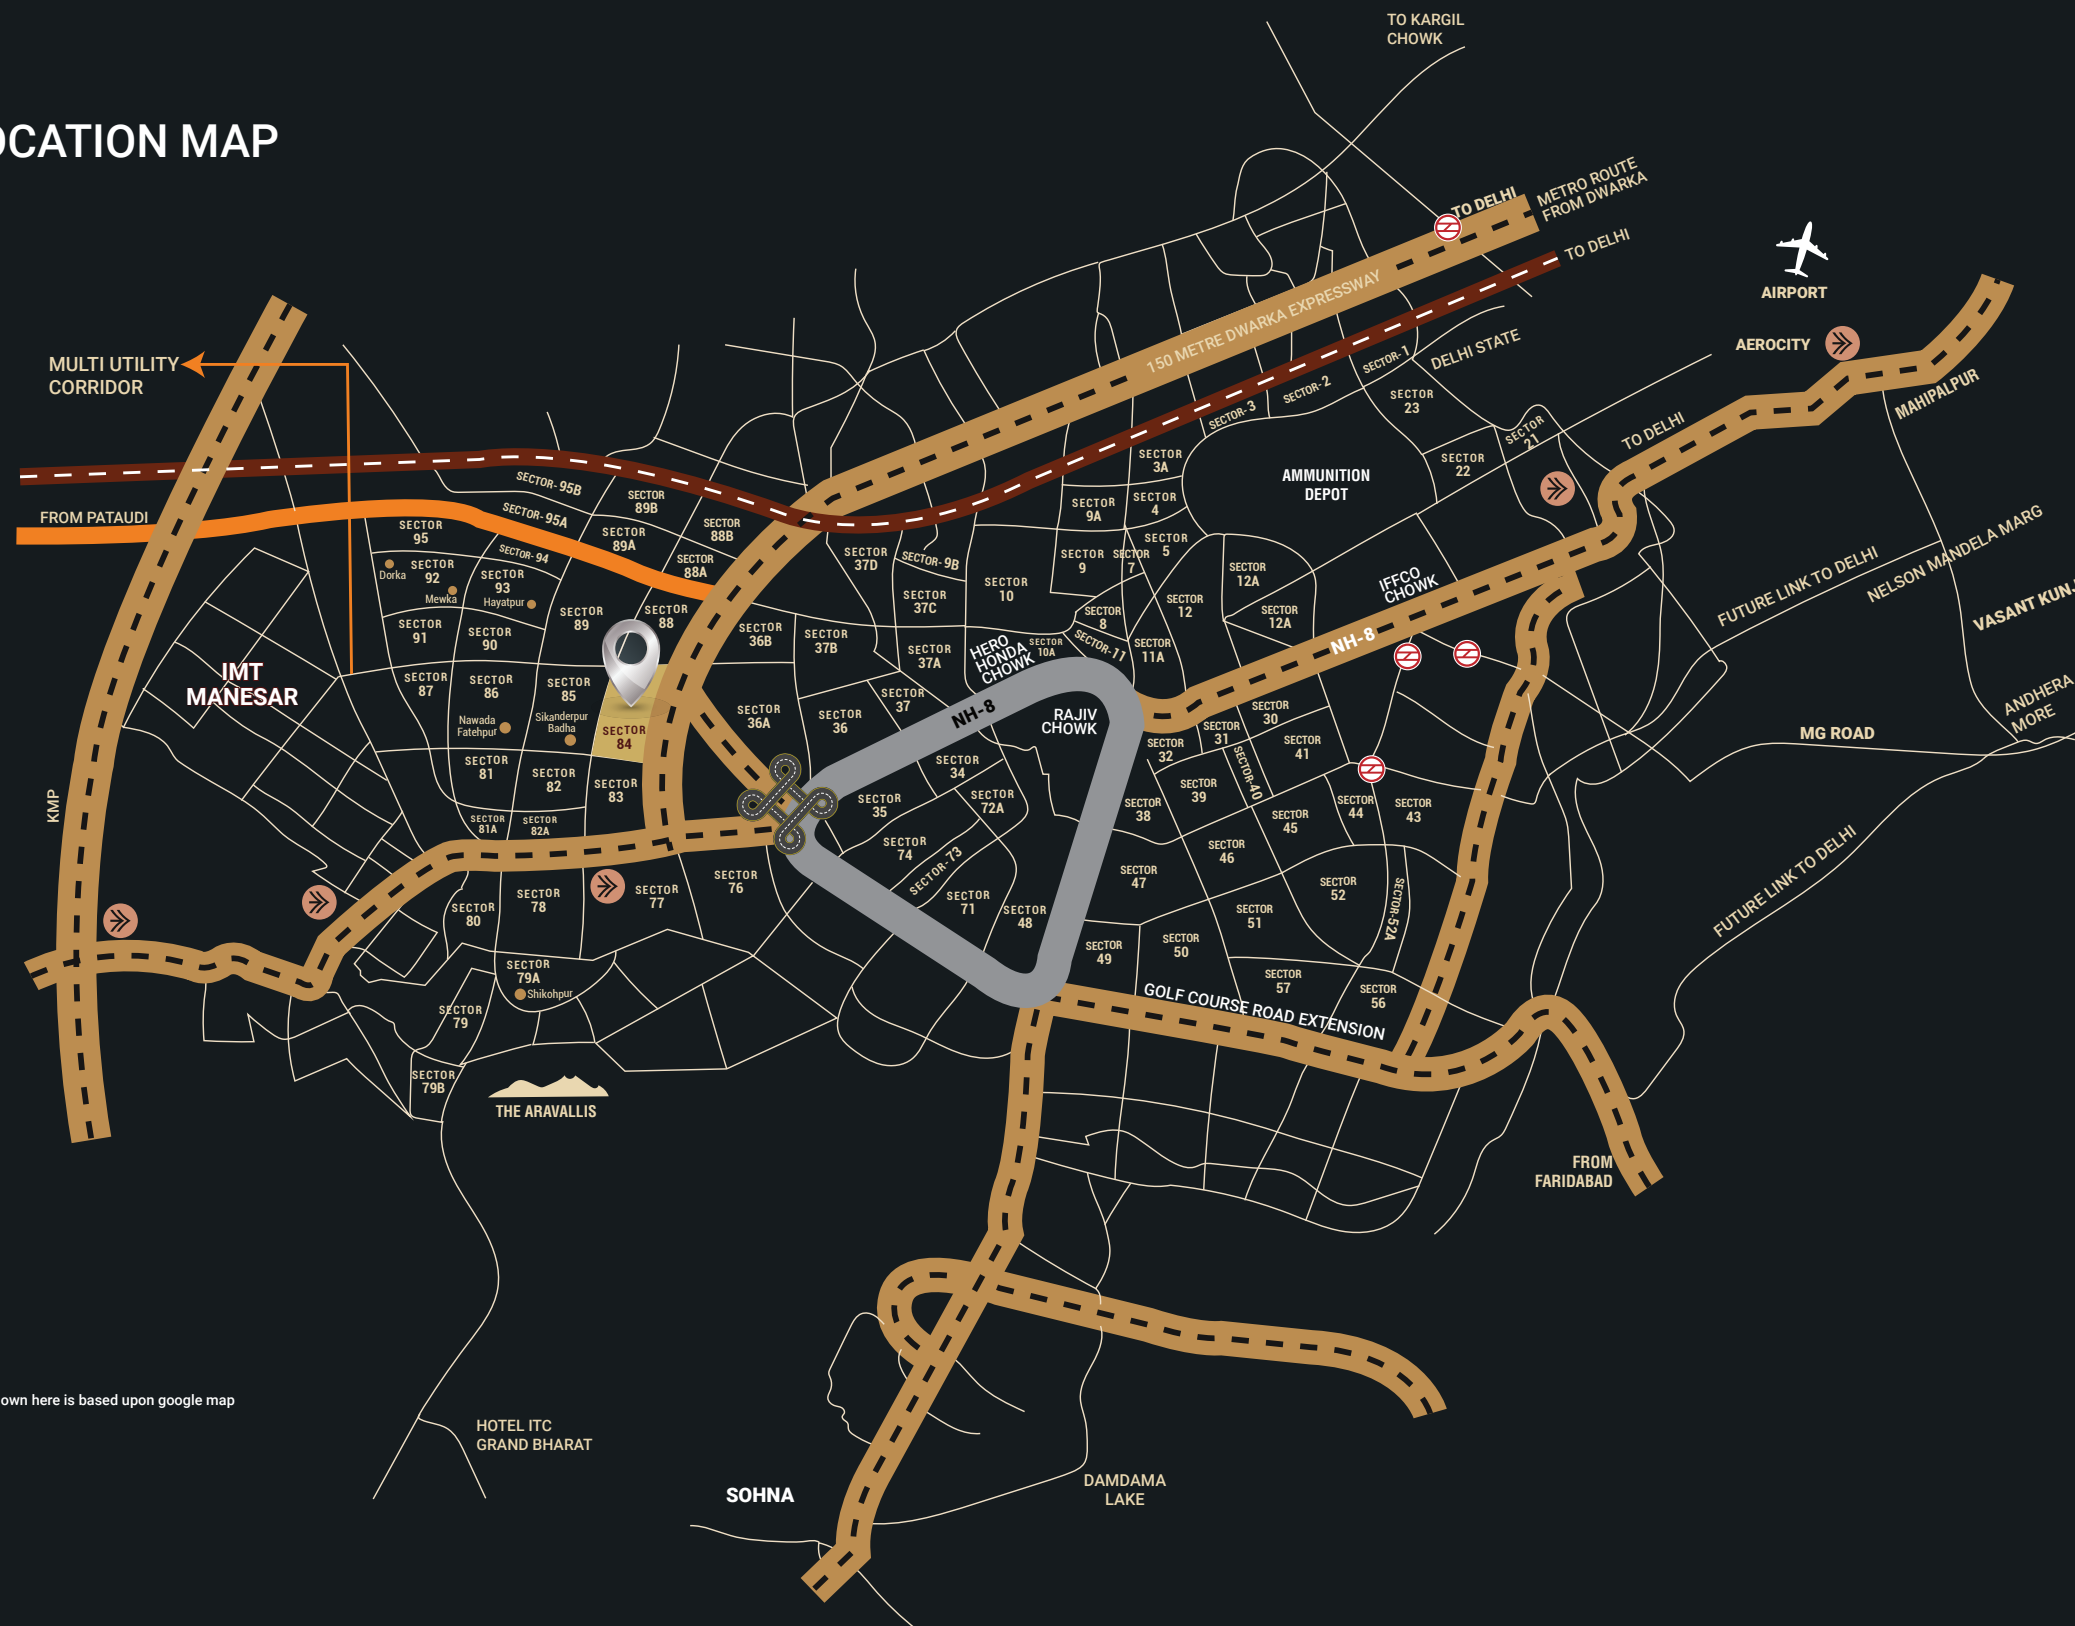 TO KARGIL
CHOWK
OCATION MAP
TO DELHI
METRO ROUTE
FROM DWARKA
TO DELHI
AIRPORT
AEROCITY
MAHIPALPUR
TO DELHI
150 METRE DWARKA EXPRESSWAY
DELHI STATE
SECTOR-1
SECTOR-2
SECTOR-3
SECTOR
23
SECTOR
21
SECTOR
22
MULTI UTILITY
CORRIDOR
FROM PATAUDI
SECTOR-95B
SECTOR-95A
SECTOR
95
SECTOR-94
SECTOR
89B
SECTOR
89A
SECTOR
88B
SECTOR
88A
SECTOR
3A
SECTOR
4
SECTOR
9A
SECTOR
5
AMMUNITION
DEPOT
SECTOR
37D
SECTOR-9B
SECTOR
9
SECTOR
7
SECTOR
10
SECTOR
12A
SECTOR
12A
SECTOR
12
SECTOR
8
SECTOR-11
SECTOR
11A
SECTOR
10A
IFFCO
CHOWK
NH-8
FUTURE LINK TO DELHI
NELSON MANDELA MARG
VASANT KUNJ
ANDHERA
MORE
MG ROAD
Dorka
SECTOR
92
Mewka
SECTOR
93
Hayatpur
SECTOR
91
SECTOR
90
SECTOR
89
SECTOR
88
SECTOR
36B
SECTOR
37B
SECTOR
37C
SECTOR
37A
HERO
HONDA
CHOWK
SECTOR
37
NH-8
RAJIV
CHOWK
IMT
MANESAR
SECTOR
87
SECTOR
86
SECTOR
85
Nawada
Fatehpur
Sikanderpur
Badha
SECTOR
84
SECTOR
36A
SECTOR
36
SECTOR
81
SECTOR
82
SECTOR
83
SECTOR
81A
SECTOR
82A
SECTOR
34
SECTOR
35
SECTOR
72A
SECTOR
74
SECTOR-73
SECTOR
71
SECTOR
48
SECTOR
30
SECTOR
31
SECTOR
32
SECTOR
41
SECTOR-40
SECTOR
39
SECTOR
38
SECTOR
44
SECTOR
43
SECTOR
45
SECTOR
46
SECTOR
47
SECTOR
52
SECTOR-52A
SECTOR
51
SECTOR
50
SECTOR
49
SECTOR
57
SECTOR
56
GOLF COURSE ROAD EXTENSION
FUTURE LINK TO DELHI
KMP
SECTOR
76
SECTOR
77
SECTOR
78
SECTOR
80
SECTOR
79A
Shikohpur
SECTOR
79
SECTOR
79B
THE ARAVALLIS
FROM
FARIDABAD
own here is based upon google map
HOTEL ITC
GRAND BHARAT
SOHNA
DAMDAMA
LAKE